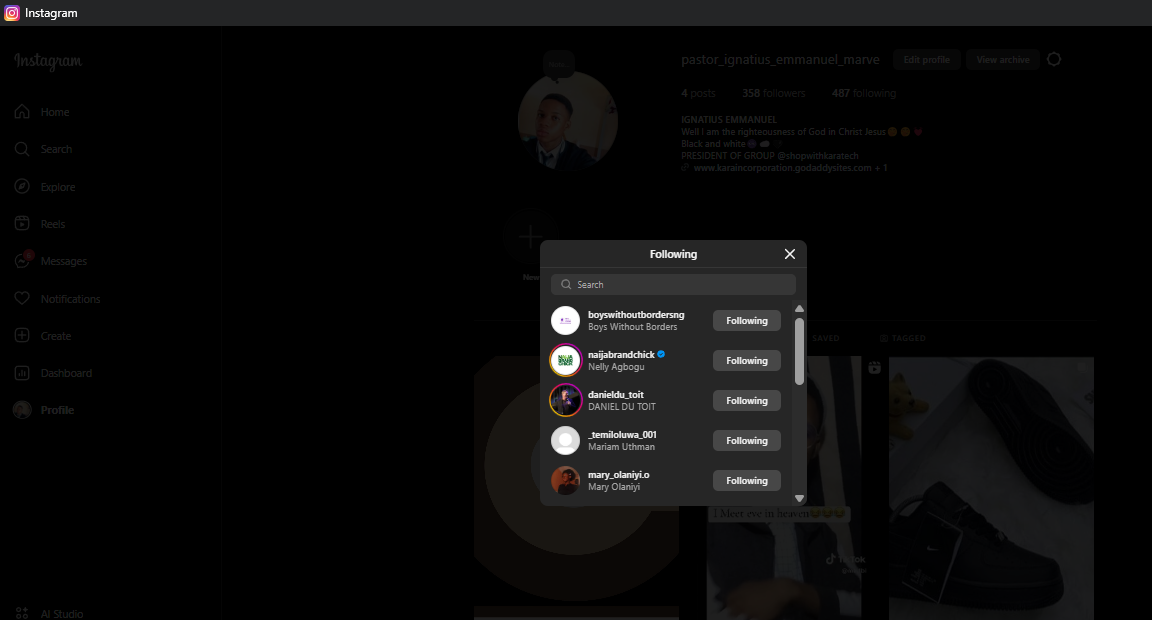 Instagram
Instagram
Home
Search
Explore
Reels
Messages
Notifications
Create
Dashboard
Profile
AI Studio
pastor_ignatius_emmanuel_marve
Edit profile
View archive
4 posts
358 followers
487 following
IGNATIUS EMMANUEL
Well I am the righteousness of God in Christ Jesus
Black and white
PRESIDENT OF GROUP @shopwithkaratech
www.karaincorporation.godaddysites.com + 1
New
SAVED
TAGGED
Following
Search
boyswithoutbordersng
Boys Without Borders
Following
naijabrandchick
Nelly Agbogu
Following
danieldu_toit
DANIEL DU TOIT
Following
_temiloluwa_001
Mariam Uthman
Following
mary_olaniyi.o
Mary Olaniyi
Following
I Meet eve in heaven
TikTok